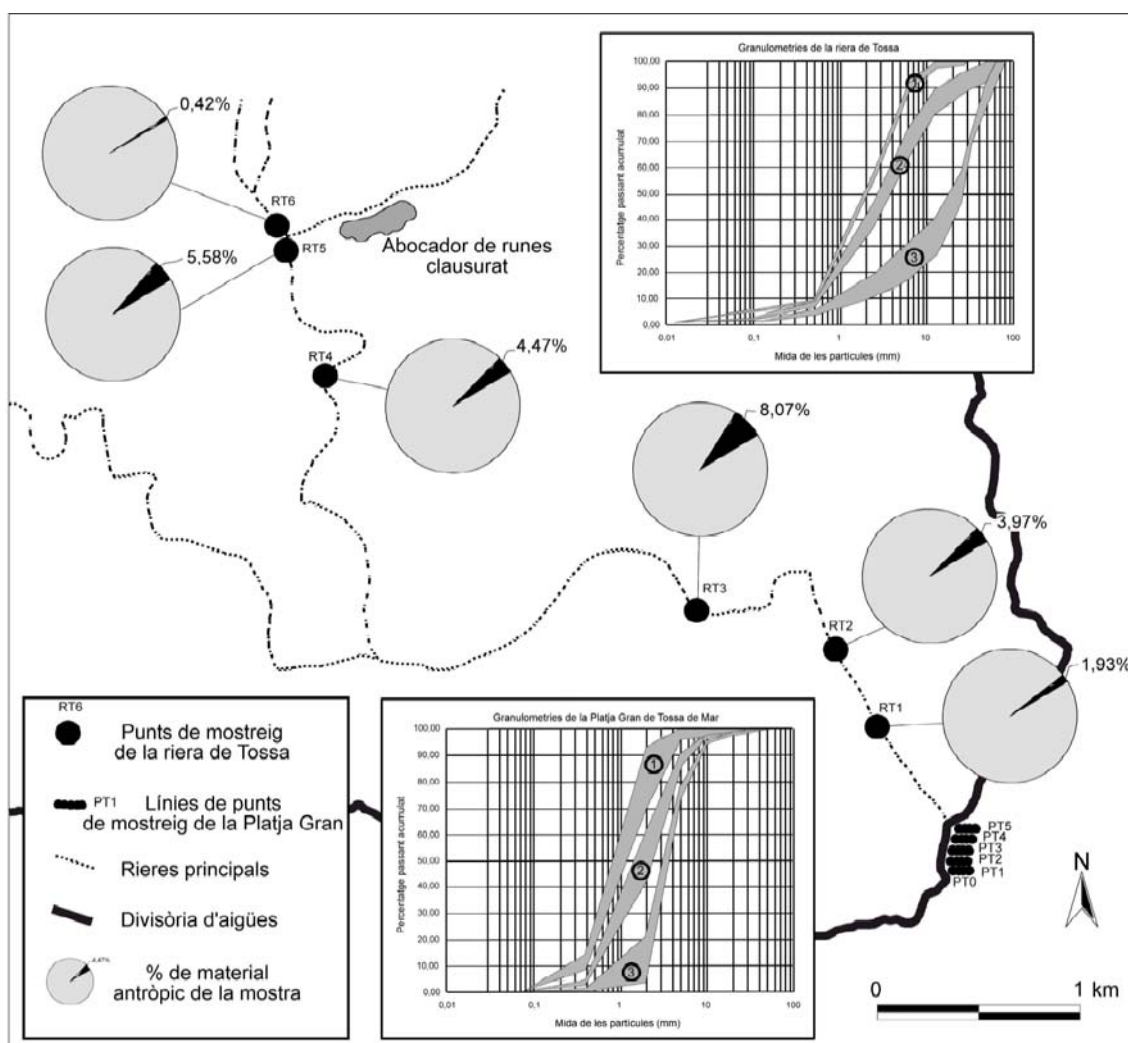 0,42%
RT6
RT5
5,58%
Abocador de runes
clausurat
RT4
4,47%
8,07%
RT3
3,97%
RT2
1,93%
RT1
PT5
PT4
PT3
PT2
PT1
PT0
N
0 1 km
Granulometries de la riera de Tossa
Percentatge passant acumulat
100,00
90,00
80,00
70,00
60,00
50,00
40,00
30,00
20,00
10,00
0,00
0,01 0,1 1 10 100
Mida de les particules (mm)
1
2
3
RT6
Punts de mostreig
de la riera de Tossa
PT1 Línies de punts
de mostreig de la Platja Gran
Rieres principals
Divisòria d'aigües
4,47%
% de material
antròpic de la mostra
Granulometries de la Platja Gran de Tossa de Mar
Percentatge passant acumulat
100,00
90,00
80,00
70,00
60,00
50,00
40,00
30,00
20,00
10,00
0,00
0,01 0,1 1 10 100
Mida de les particules (mm)
1
2
3